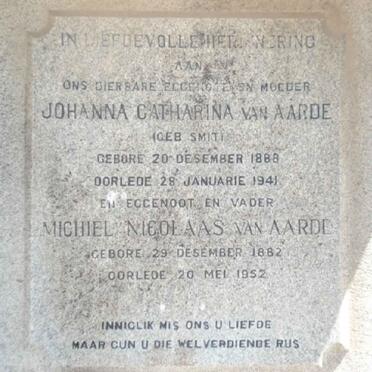 IN LIEFDEVOLLE HERINNERING
AAN
ONS DIERBARE EGGENOTE EN MOEDER
JOHANNA CATHARINA VAN AARDE
(GEB SMIT)
GEBORE 20 DESEMBER 1888
OORLEDE 28 JANUARIE 1941
EN EGGENOOT EN VADER
MICHIEL NICOLAAS VAN AARDE
GEBORE 29 DESEMBER 1882
OORLEDE 20 MEI 1952
INNIGLIK MIS ONS U LIEFDE
MAAR GUN U DIE WELVERDIENDE RUS